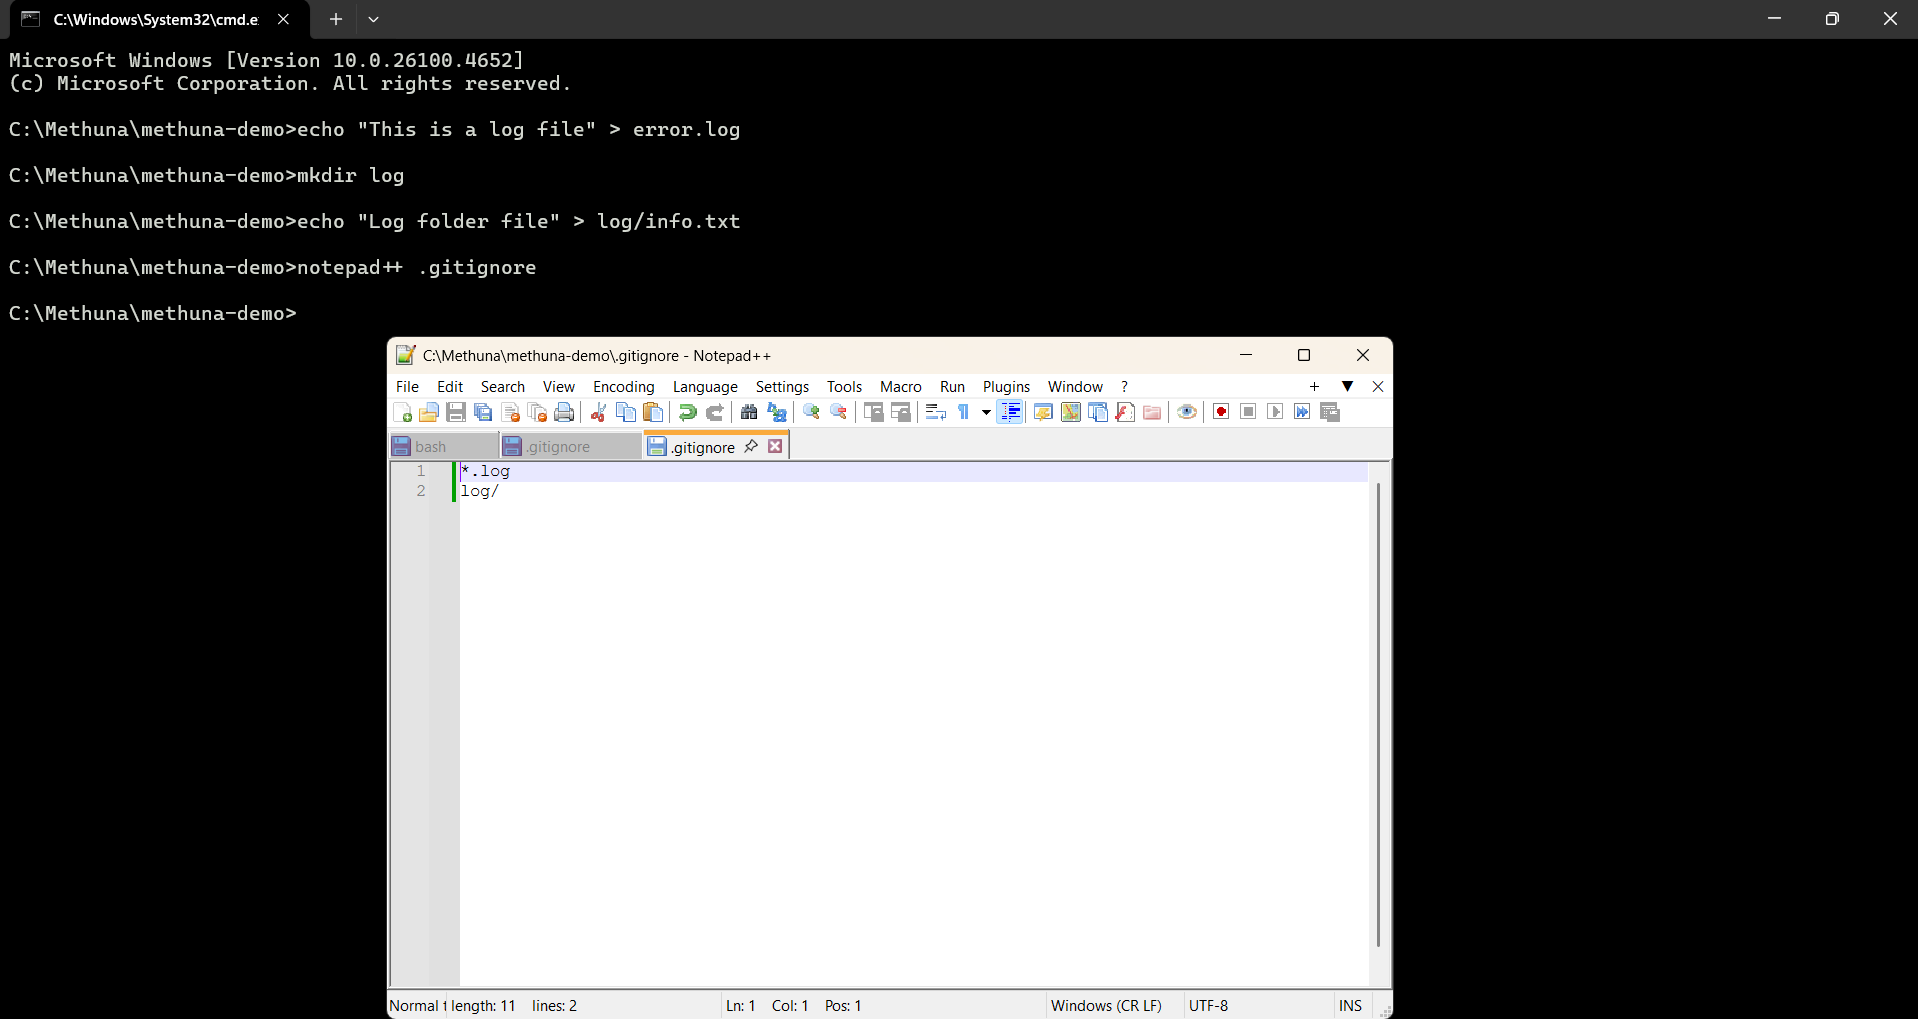 C:\Windows\System32\cmd.e
Microsoft Windows [Version 10.0.26100.4652]
(c) Microsoft Corporation. All rights reserved.
C:\Methuna\methuna-demo>echo "This is a log file" > error.log
C:\Methuna\methuna-demo>mkdir log
C:\Methuna\methuna-demo>echo "Log folder file" > log/info.txt
C:\Methuna\methuna-demo>notepad++ .gitignore
C:\Methuna\methuna-demo>
C:\Methuna\methuna-demo\.gitignore - Notepad++
File Edit Search View Encoding Language Settings Tools Macro Run Plugins Window ?
bash .gitignore .gitignore
1 *.log
2 log/
Normal t length: 11 lines: 2 Ln: 1 Col: 1 Pos: 1 Windows (CR LF) UTF-8 INS